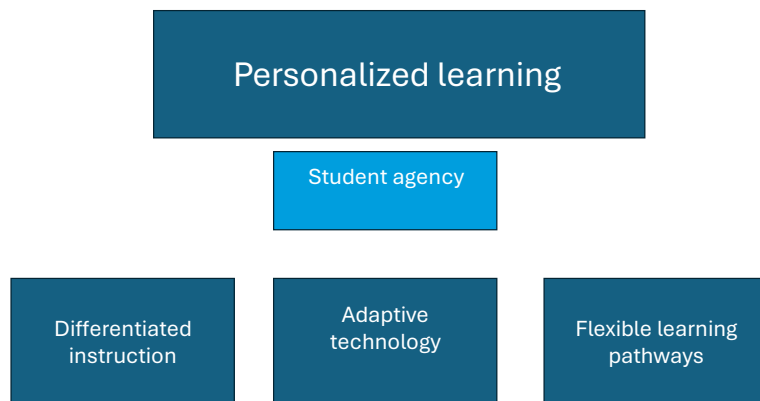 Personalized learning
Student agency
Differentiated
instruction
Adaptive
technology
Flexible learning
pathways